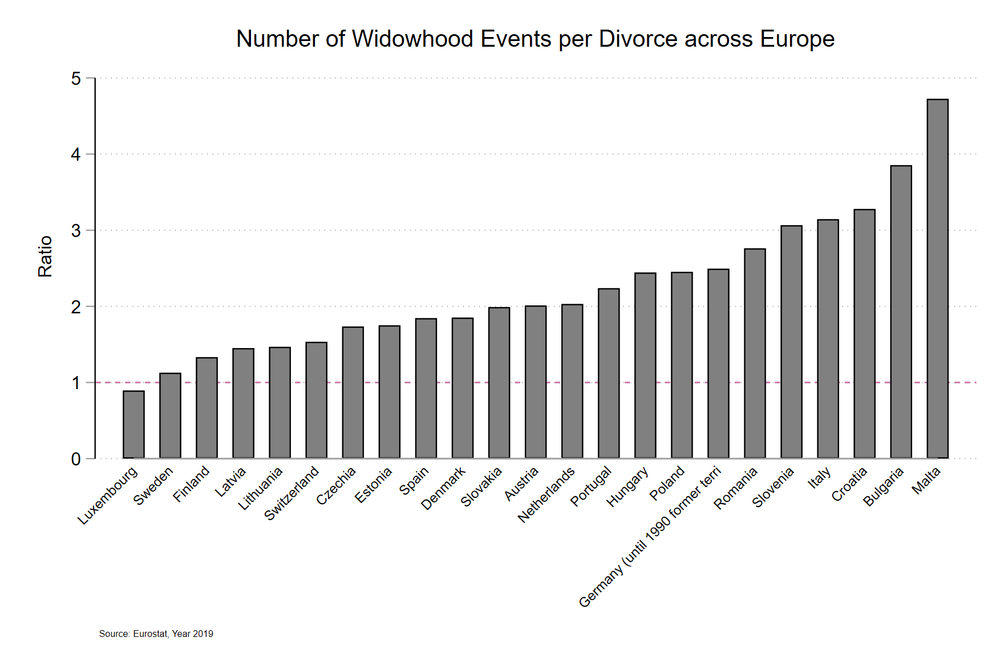 Number of Widowhood Events per Divorce across Europe
5
4
3
2
1
0
Ratio
Luxembourg
Sweden
Finland
Latvia
Lithuania
Switzerland
Czechia
Estonia
Spain
Denmark
Slovakia
Austria
Netherlands
Portugal
Hungary
Poland
Germany (until 1990 former terri
Romania
Slovenia
Italy
Croatia
Bulgaria
Malta
Source: Eurostat, Year 2019